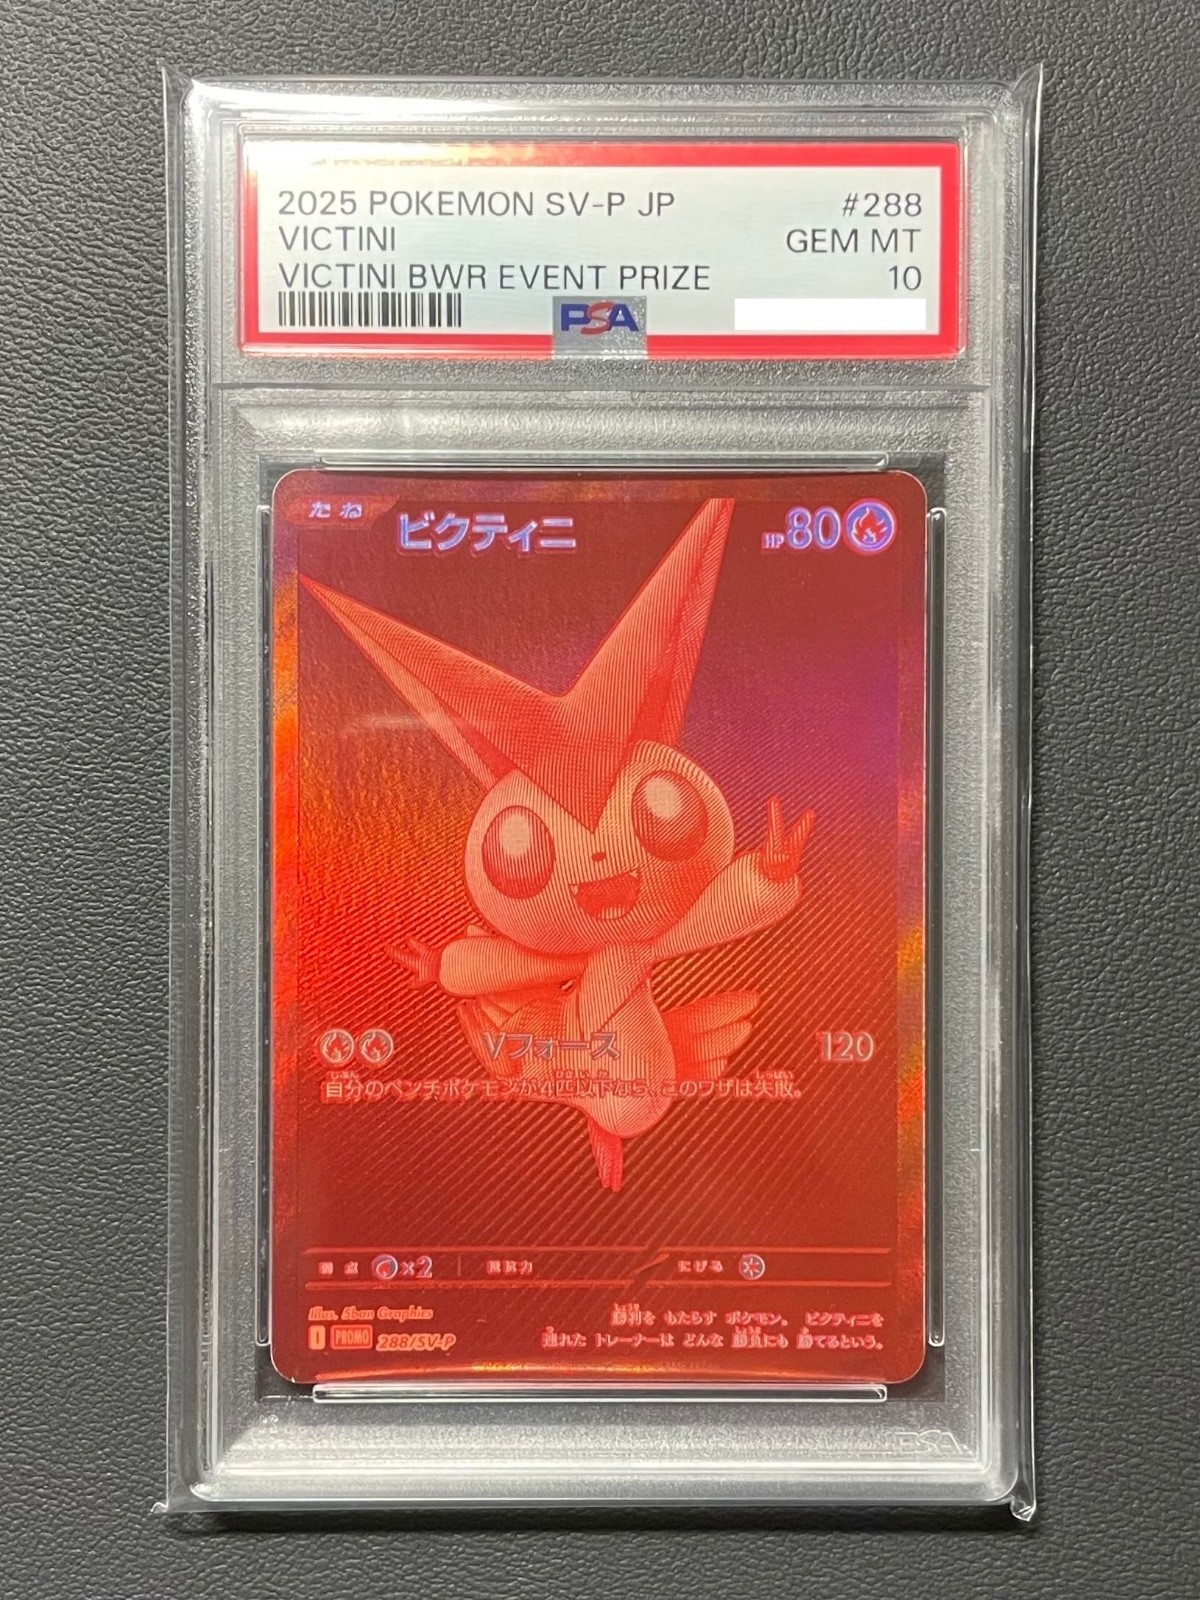 2025 POKEMON SV-P JP #288
VICTINI GEM MT
VICTINI BWR EVENT PRIZE 10
PSA
たね ビクティニ HP80
Vフォース 120
自分のベンチポケモンが4匹以下なら、このワザは失敗。
弱点 ×2 抵抗力 にげる
Illus. 5ban Graphics
I PROMO 288/SV-P
勝利を もたらす ポケモン。 ビクティニを
連れた トレーナーは どんな 勝負にも 勝てるという。
PSA